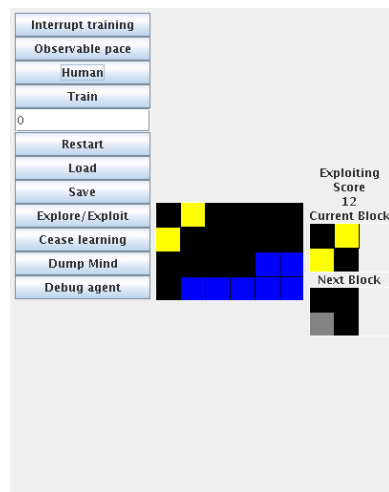 Interrupt training
Observable pace
Human
Train
0
Restart
Load
Save
Explore/Exploit
Cease learning
Dump Mind
Debug agent
Exploiting
Score
12
Current Block
Next Block